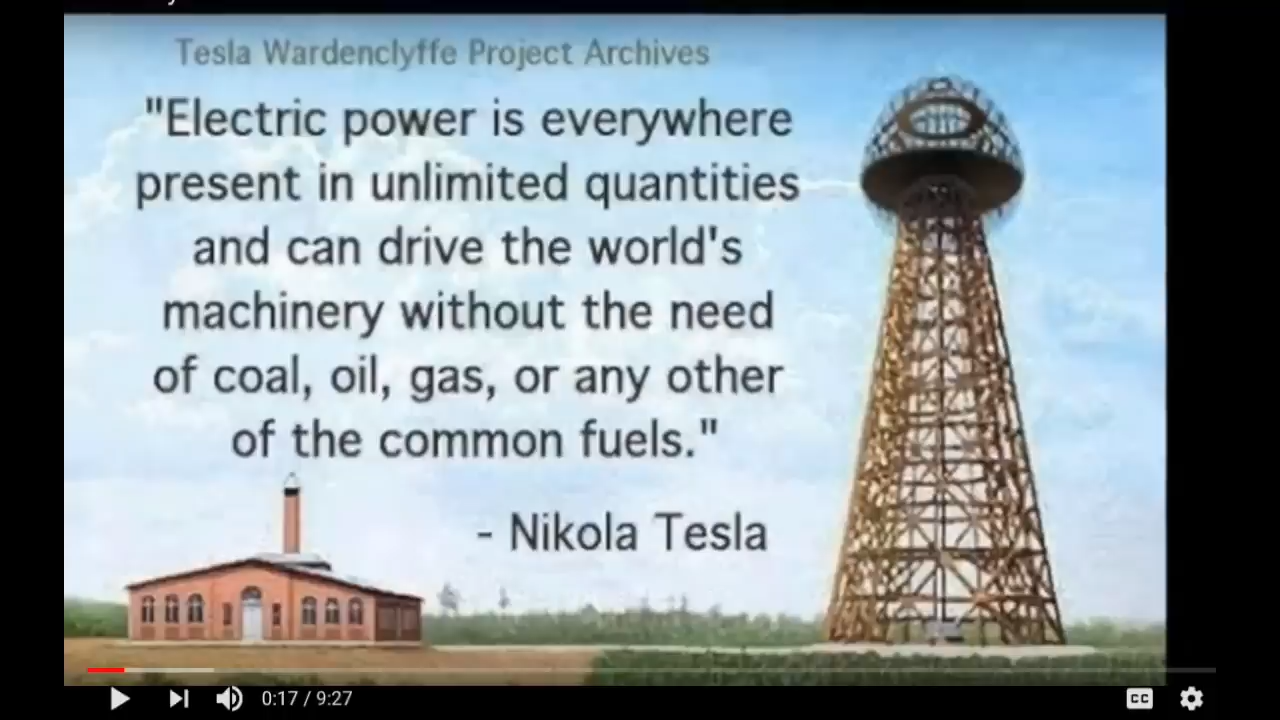 Tesla Wardenclyffe Project Archives
"Electric power is everywhere
present in unlimited quantities
and can drive the world's
machinery without the need
of coal, oil, gas, or any other
of the common fuels."
- Nikola Tesla
0:17 / 9:27
CC